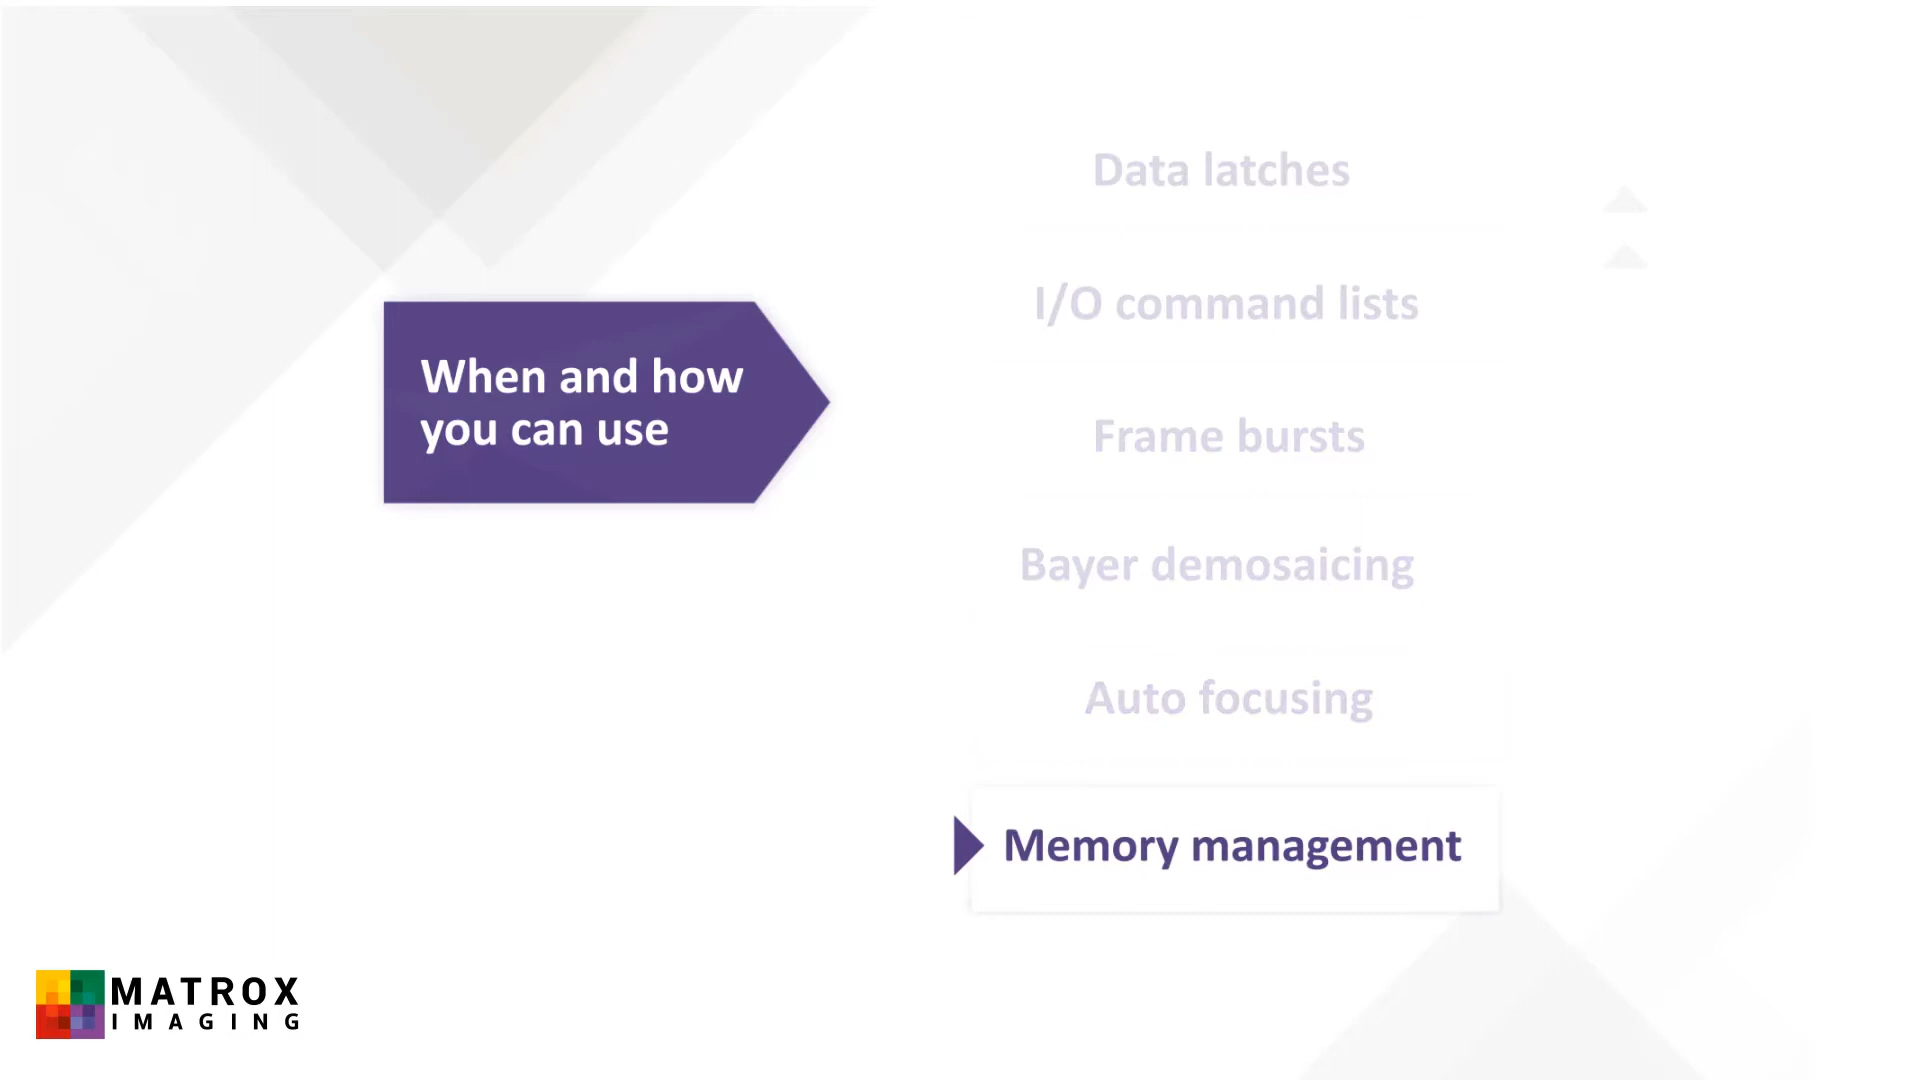 When and how
you can use
Data latches
I/O command lists
Frame bursts
Bayer demosaicing
Auto focusing
Memory management
MATROX
IMAGING